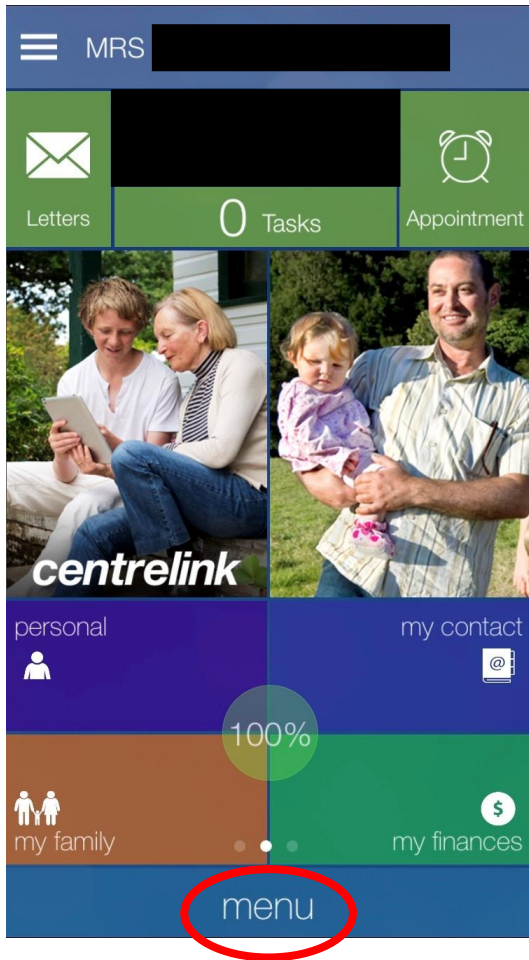 MRS
Letters
0 Tasks
Appointment
centrelink
personal
my contact
@
100%
$
my family
my finances
menu